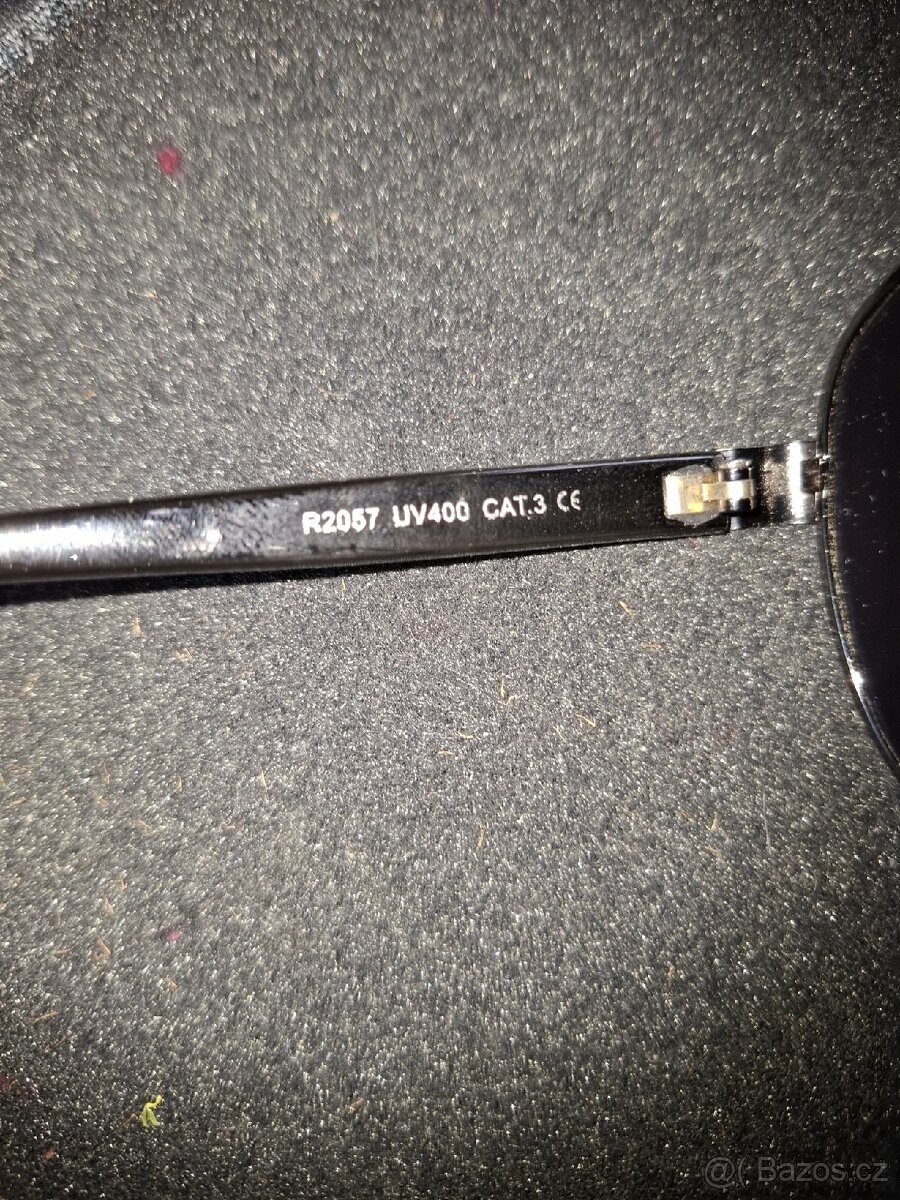 R2057 UV400 CAT.3 CE
@( Bazos.cz